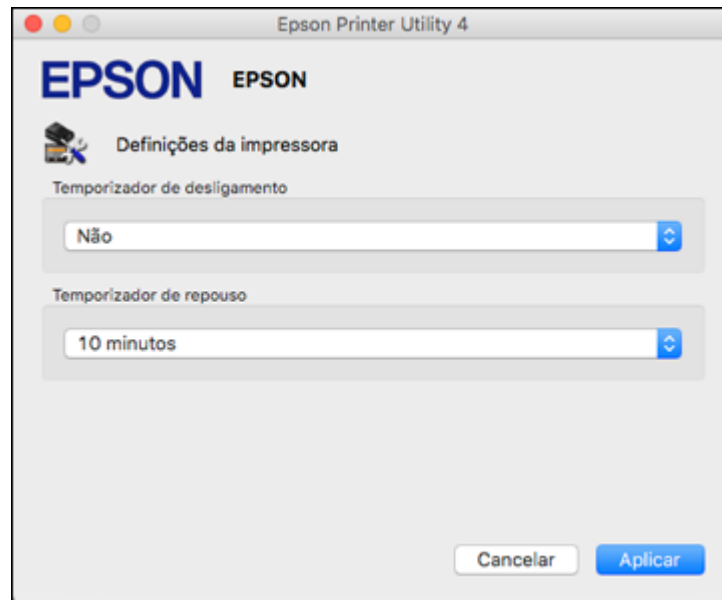 Epson Printer Utility 4
EPSON EPSON
Definições da impressora
Temporizador de desligamento
Não
Temporizador de repouso
10 minutos
Cancelar Aplicar